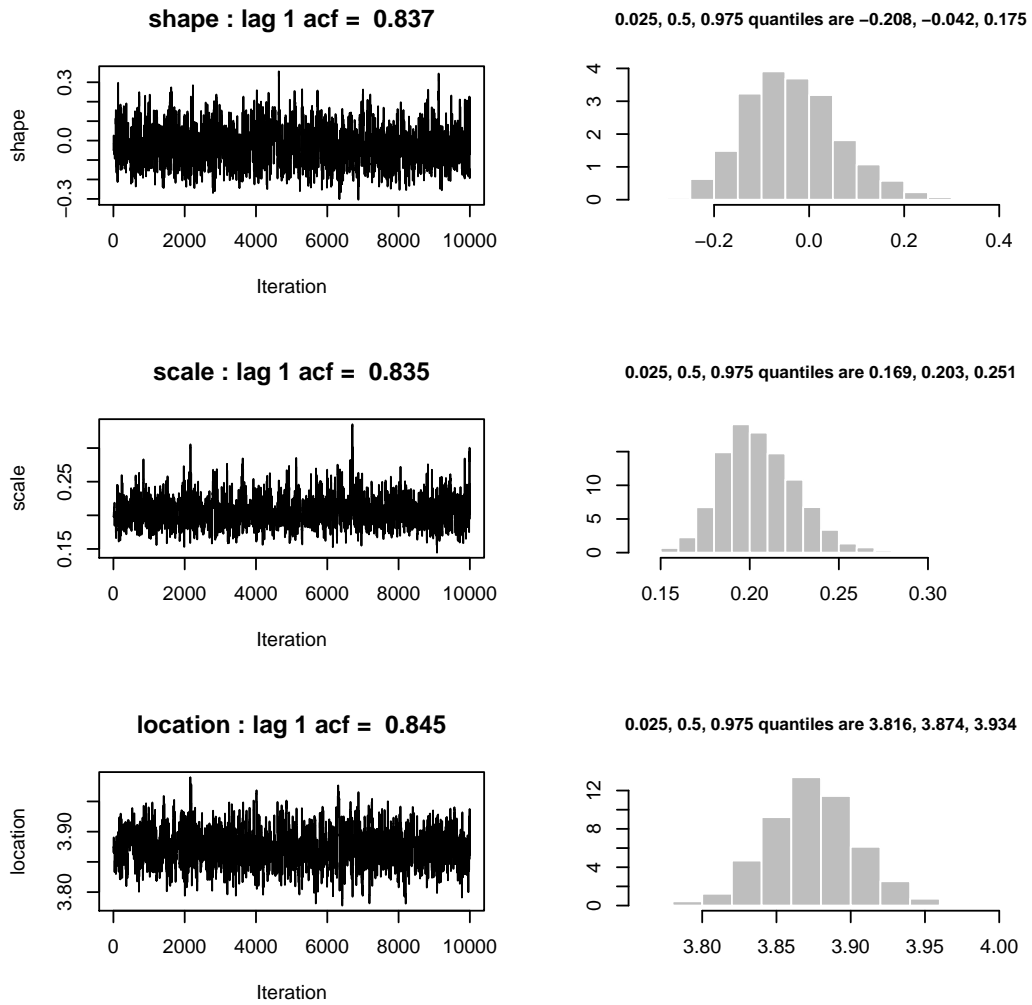 shape : lag 1 acf = 0.837
0.025, 0.5, 0.975 quantiles are −0.208, −0.042, 0.175
shape
−0.3 0.0 0.3
0 2000 4000 6000 8000 10000
Iteration
0 1 2 3 4
−0.2 0.0 0.2 0.4
scale : lag 1 acf = 0.835
0.025, 0.5, 0.975 quantiles are 0.169, 0.203, 0.251
scale
0.15 0.25
0 2000 4000 6000 8000 10000
Iteration
0 5 10
0.15 0.20 0.25 0.30
location : lag 1 acf = 0.845
0.025, 0.5, 0.975 quantiles are 3.816, 3.874, 3.934
location
3.80 3.90
0 2000 4000 6000 8000 10000
Iteration
0 4 8 12
3.80 3.85 3.90 3.95 4.00